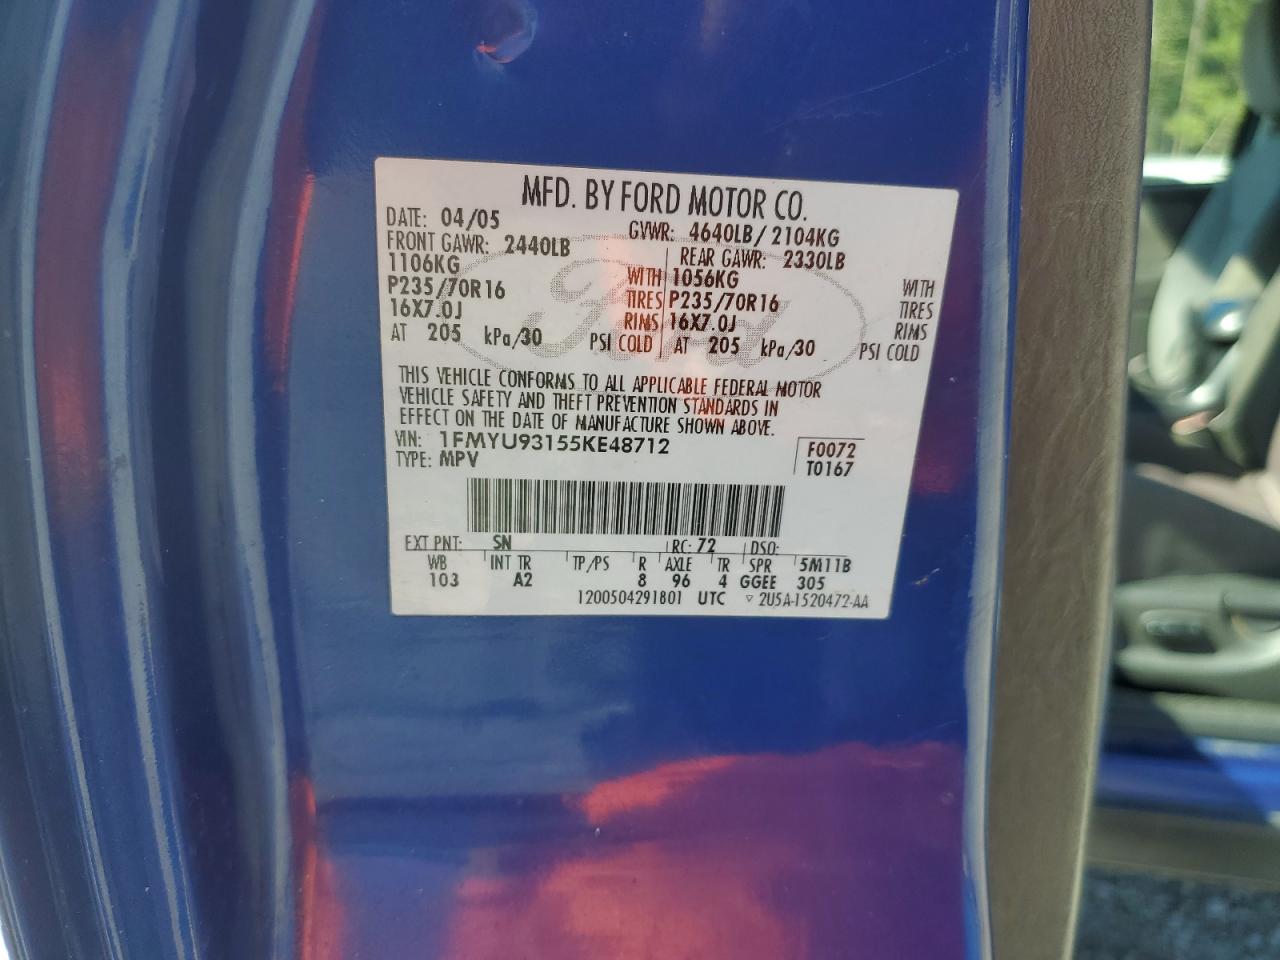 MFD. BY FORD MOTOR CO.
DATE: 04/05 GVWR: 4640LB/2104KG
FRONT GAWR: 2440LB REAR GAWR: 2330LB
1106KG WITH 1056KG WITH
P235/70R16 TIRES P235/70R16 TIRES
16X7.0J RIMS 16X7.0J RIMS
AT 205 kPa/30 PSI COLD AT 205 kPa/30 PSI COLD
Ford
THIS VEHICLE CONFORMS TO ALL APPLICABLE FEDERAL MOTOR
VEHICLE SAFETY AND THEFT PREVENTION STANDARDS IN
EFFECT ON THE DATE OF MANUFACTURE SHOWN ABOVE.
VIN: 1FMYU93155KE48712 F0072
TYPE: MPV T0167
EXT PNT: SN RC: 72 DSO:
WB INT TR TP/PS R AXLE TR SPR 5M11B
103 A2 8 96 4 GGEE 305
1200504291801 UTC ▽ 2U5A-1520472-AA